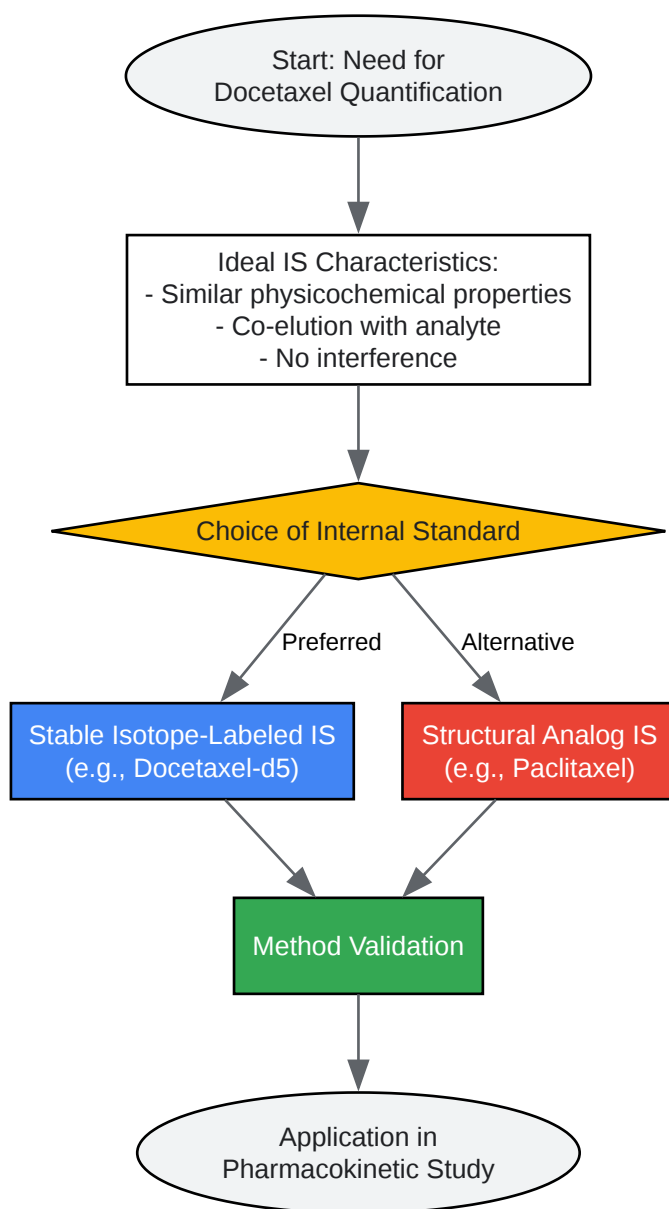 Start: Need for
Docetaxel Quantification
Ideal IS Characteristics:
- Similar physicochemical properties
- Co-elution with analyte
- No interference
Choice of Internal Standard
Preferred
Alternative
Stable Isotope-Labeled IS
(e.g., Docetaxel-d5)
Structural Analog IS
(e.g., Paclitaxel)
Method Validation
Application in
Pharmacokinetic Study